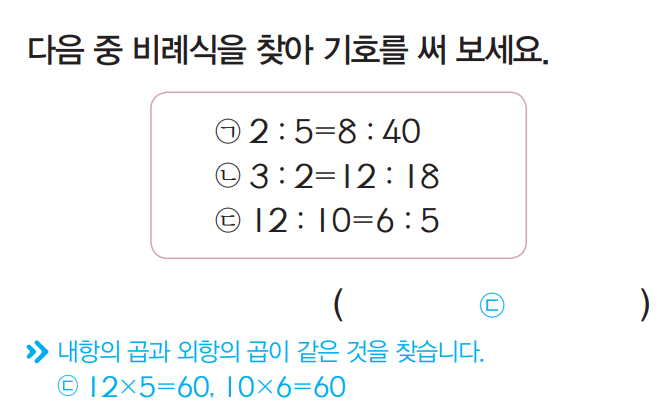 다음 중 비례식을 찾아 기호를 써 보세요.
㉠ 2 : 5=8 : 40
㉡ 3 : 2=12 : 18
㉢ 12 : 10=6 : 5
( ㉢ )
≫ 내항의 곱과 외항의 곱이 같은 것을 찾습니다.
㉢ 12×5=60, 10×6=60